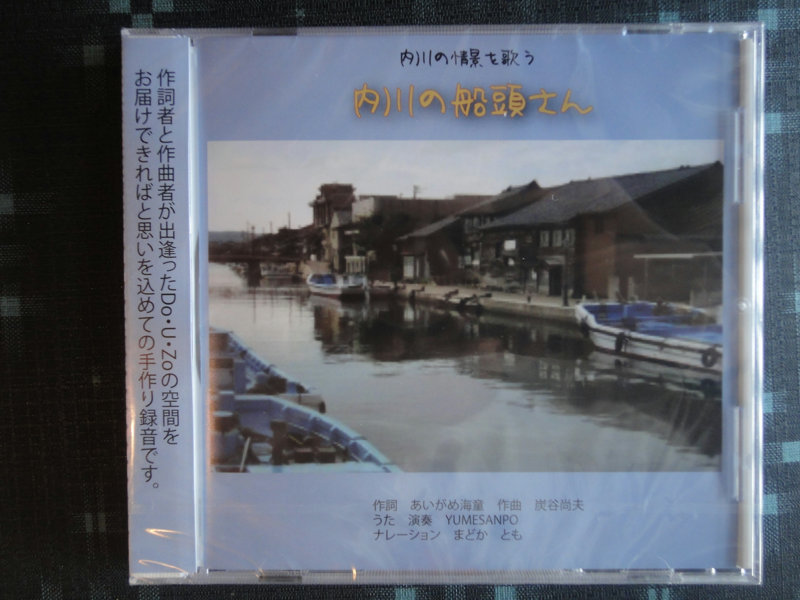 内川の情景を歌う
内川の船頭さん
作詞者と作曲者が出逢ったDo・U・Zoの空間を
お届けできればと思いを込めての手作り録音です。
作詞 あいがめ海童 作曲 炭谷尚夫
うた 演奏 YUMESANPO
ナレーション まどか とも